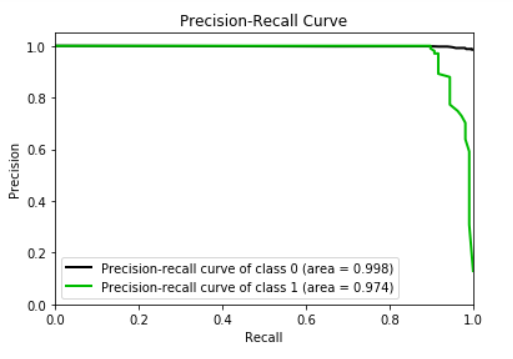 Precision-Recall Curve
1.0
0.8
0.6
0.4
0.2
0.0
Precision
Precision-recall curve of class 0 (area = 0.998)
Precision-recall curve of class 1 (area = 0.974)
0.0 0.2 0.4 0.6 0.8 1.0
Recall